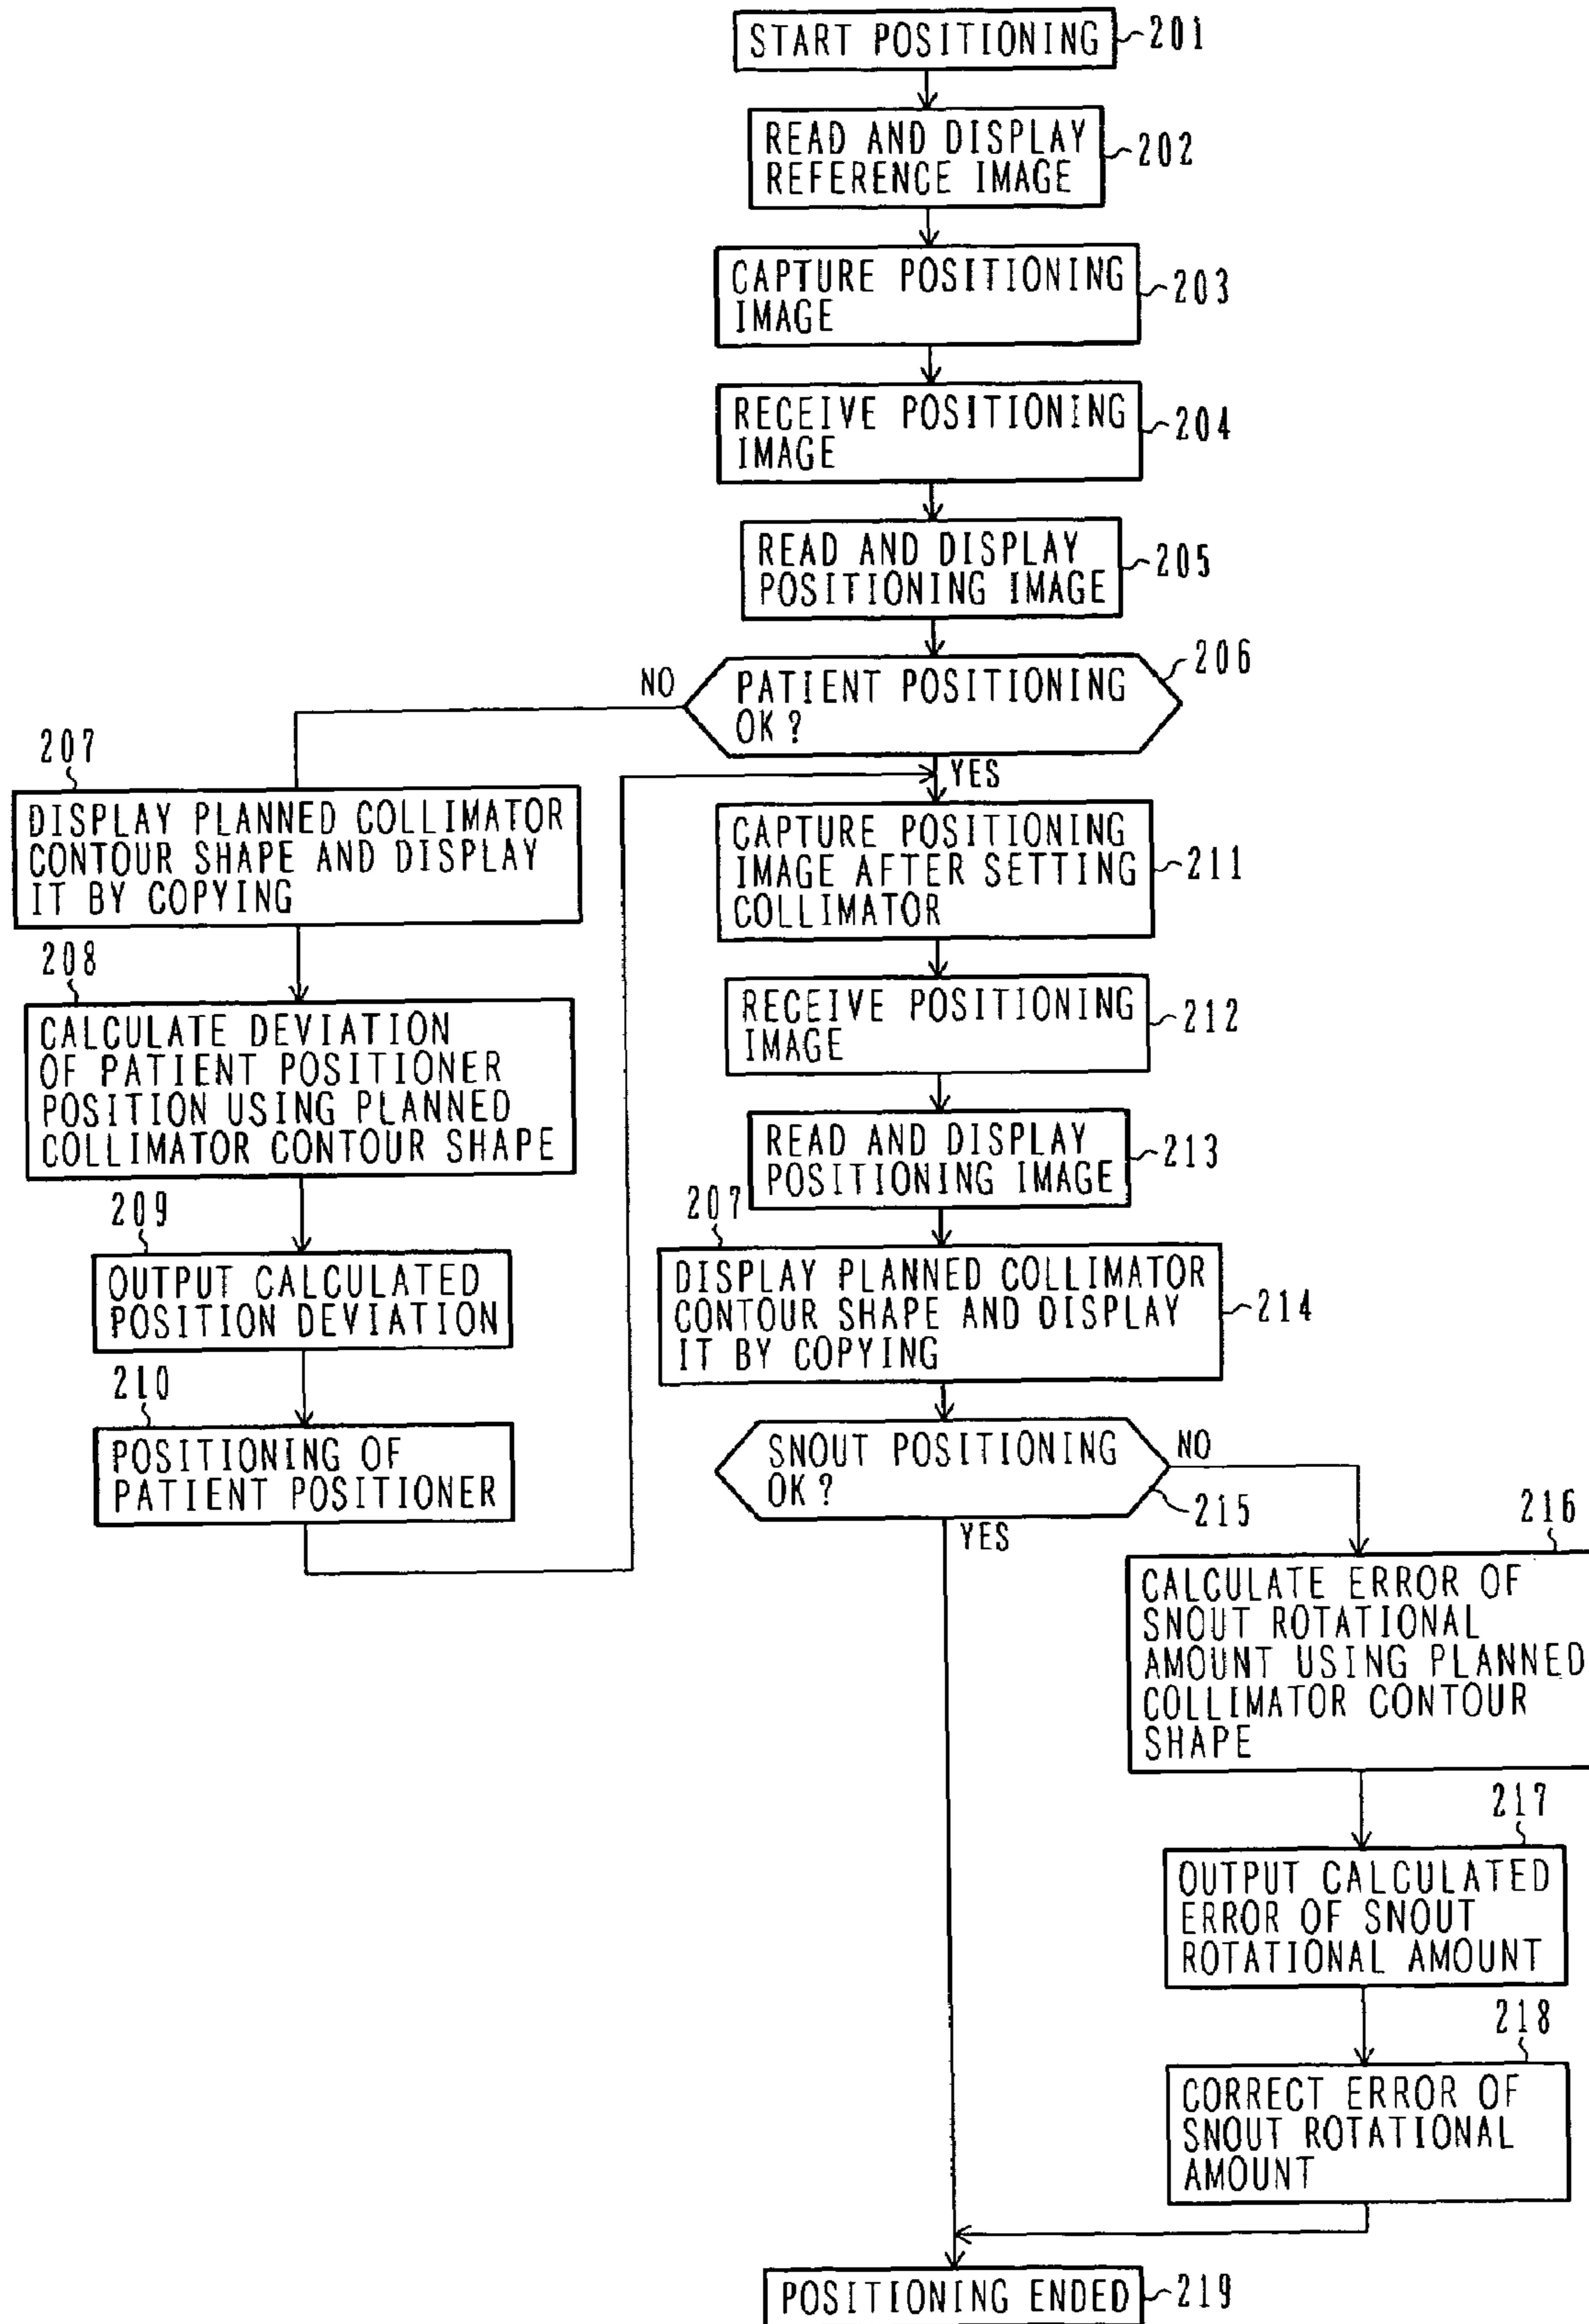 START POSITIONING
201
READ AND DISPLAY
REFERENCE IMAGE
202
CAPTURE POSITIONING
IMAGE
203
RECEIVE POSITIONING
IMAGE
204
READ AND DISPLAY
POSITIONING IMAGE
205
PATIENT POSITIONING
OK?
206
NO
YES
207
DISPLAY PLANNED COLLIMATOR
CONTOUR SHAPE AND DISPLAY
IT BY COPYING
208
CALCULATE DEVIATION
OF PATIENT POSITIONER
POSITION USING PLANNED
COLLIMATOR CONTOUR SHAPE
209
OUTPUT CALCULATED
POSITION DEVIATION
210
POSITIONING OF
PATIENT POSITIONER
CAPTURE POSITIONING
IMAGE AFTER SETTING
COLLIMATOR
211
RECEIVE POSITIONING
IMAGE
212
READ AND DISPLAY
POSITIONING IMAGE
213
207
DISPLAY PLANNED COLLIMATOR
CONTOUR SHAPE AND DISPLAY
IT BY COPYING
214
SNOUT POSITIONING
OK?
215
NO
YES
216
CALCULATE ERROR OF
SNOUT ROTATIONAL
AMOUNT USING PLANNED
COLLIMATOR CONTOUR
SHAPE
217
OUTPUT CALCULATED
ERROR OF SNOUT
ROTATIONAL AMOUNT
218
CORRECT ERROR OF
SNOUT ROTATIONAL
AMOUNT
POSITIONING ENDED
219